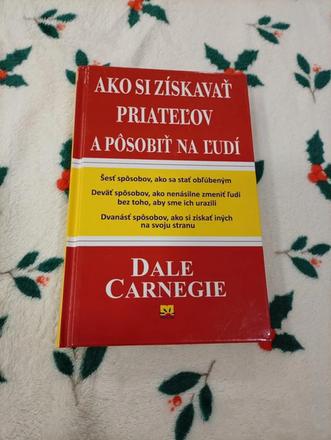 AKO SI ZÍSKAVAŤ
PRIATEĽOV
A PÔSOBIŤ NA ĽUDÍ
Šesť spôsobov, ako sa stať obľúbeným
Deväť spôsobov, ako nenásilne zmeniť ľudí
bez toho, aby sme ich urazili
Dvanásť spôsobov, ako si získať iných
na svoju stranu
DALE
CARNEGIE